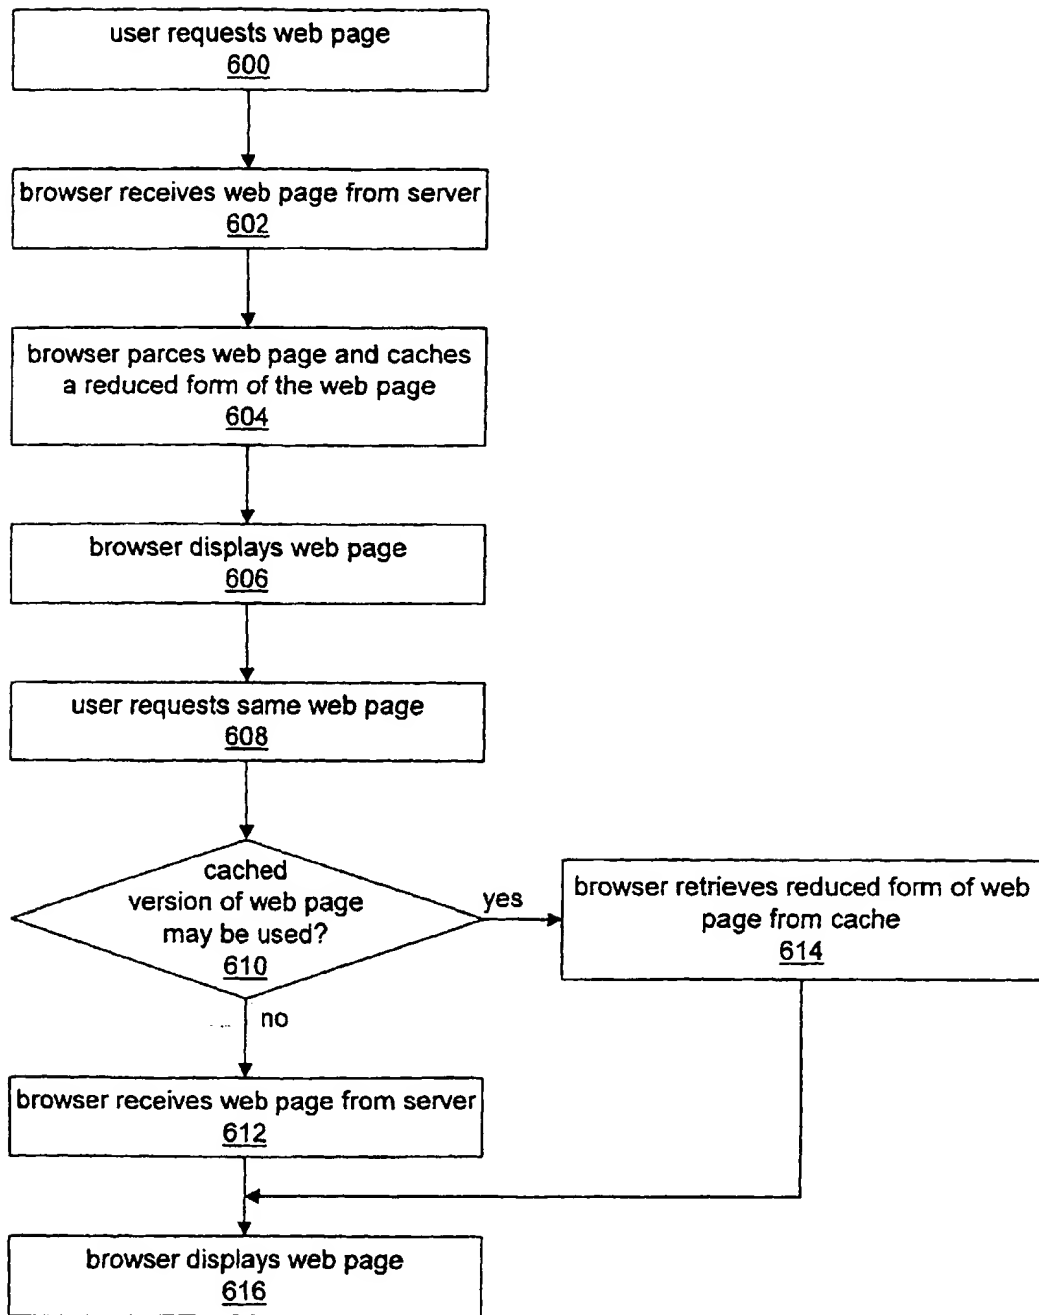 user requests web page
600
browser receives web page from server
602
browser parces web page and caches
a reduced form of the web page
604
browser displays web page
606
user requests same web page
608
cached
version of web page
may be used?
610
yes
browser retrieves reduced form of web
page from cache
614
no
browser receives web page from server
612
browser displays web page
616